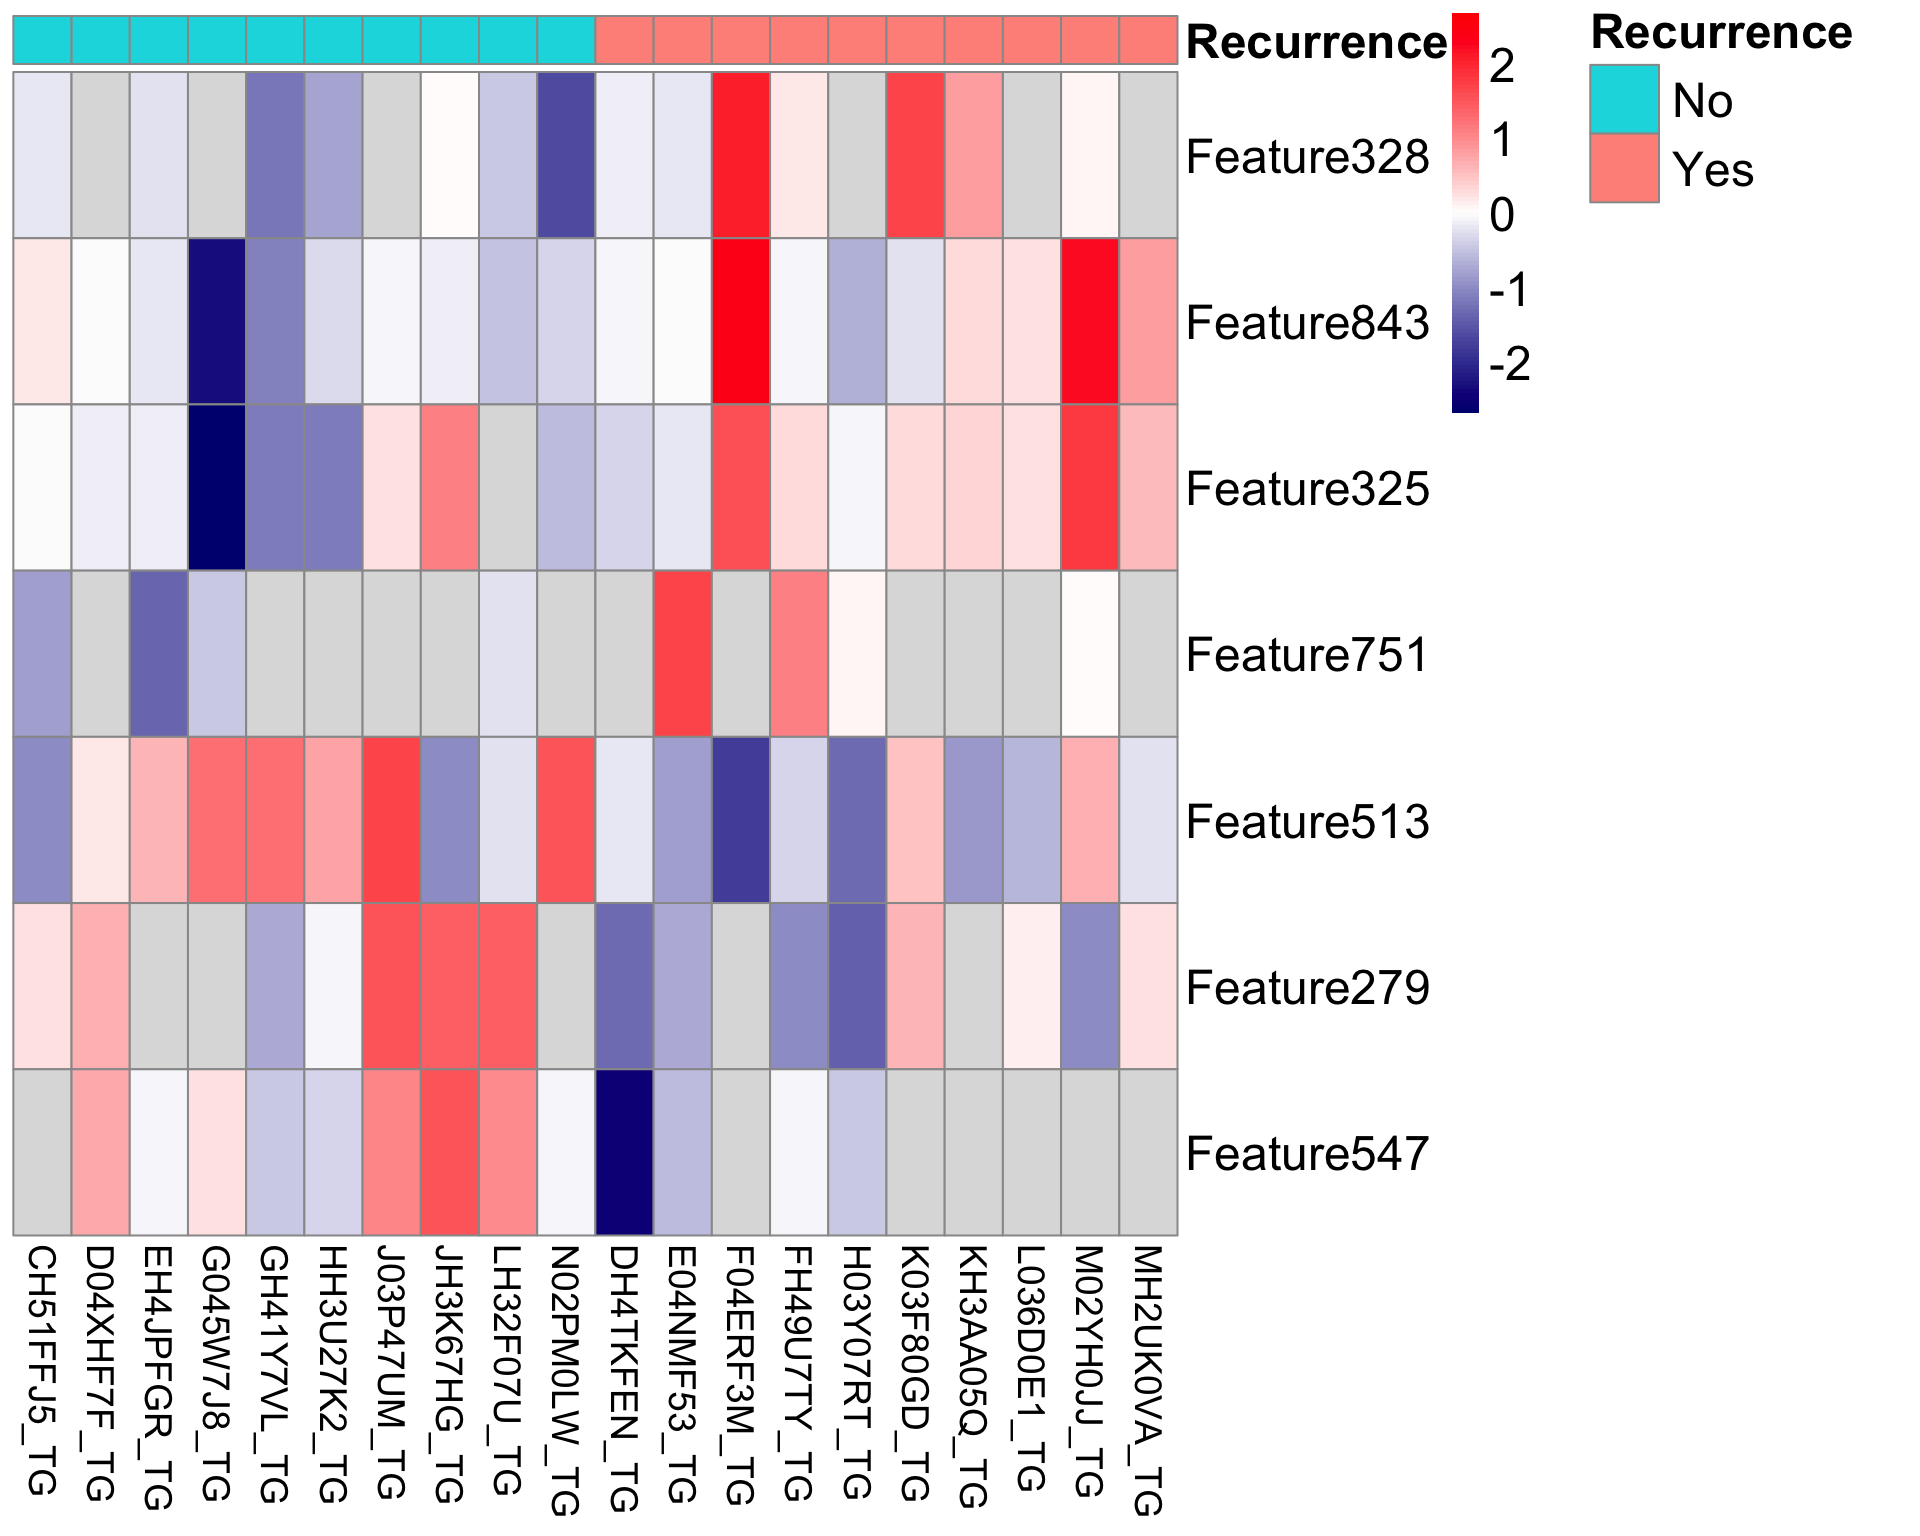 Recurrence
Feature328
Feature843
Feature325
Feature751
Feature513
Feature279
Feature547
2
1
0
-1
-2
Recurrence
No
Yes
CH51FFJ5_TG
D04XHF7F_TG
EH4JPFGR_TG
G045W7J8_TG
GH41Y7VL_TG
HH3U27K2_TG
J03P47UM_TG
JH3K67HG_TG
LH32F07U_TG
N02PM0LW_TG
DH4TKFEN_TG
E04NMF53_TG
F04ERF3M_TG
FH49U7TY_TG
H03Y07RT_TG
K03F80GD_TG
KH3AA05Q_TG
L036D0E1_TG
M02YH0JJ_TG
MH2UK0VA_TG